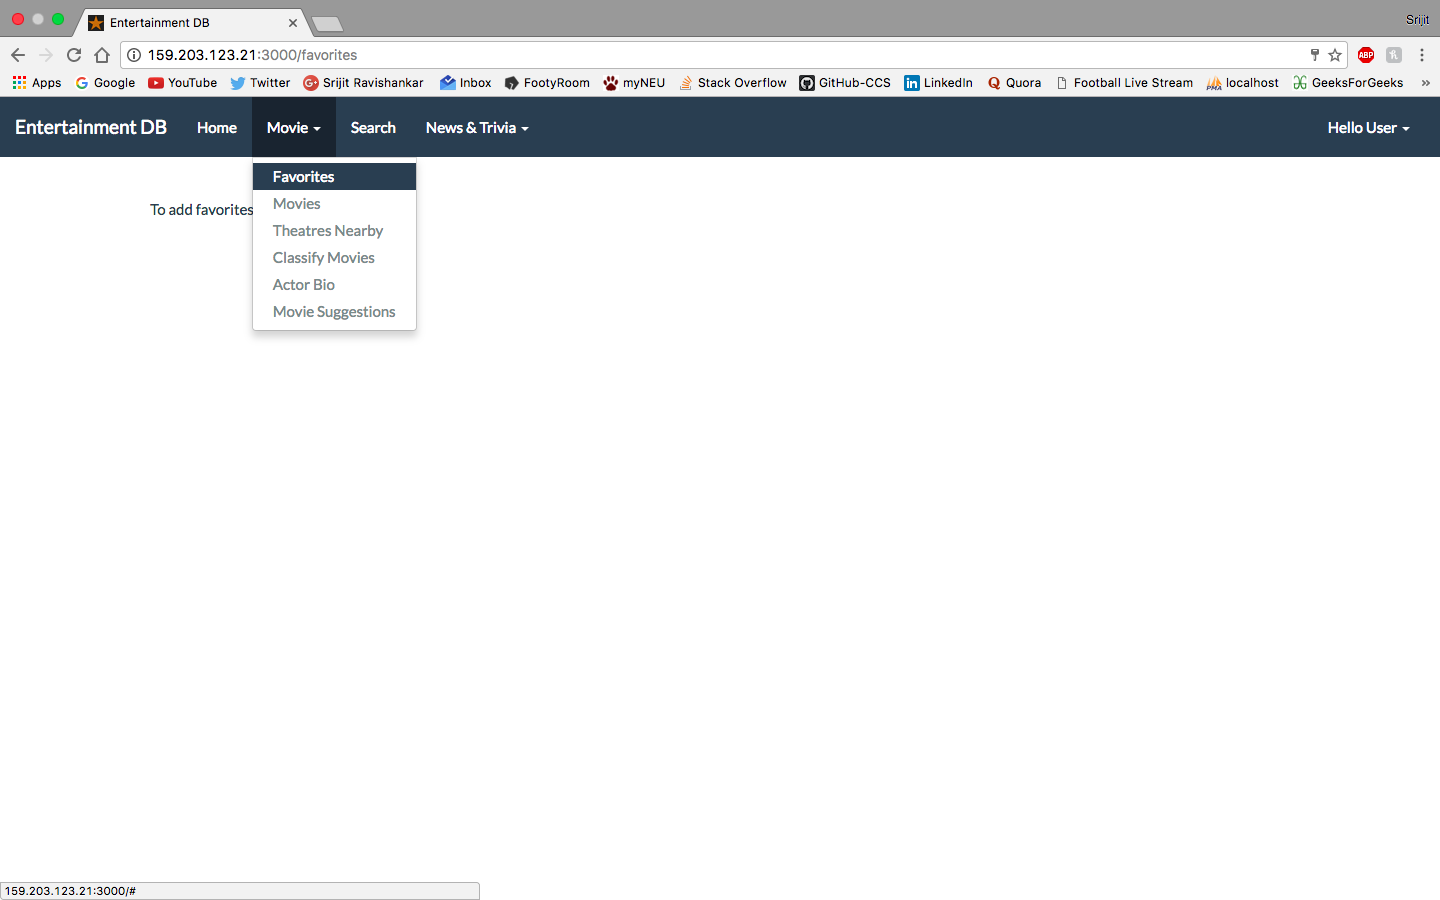 Entertainment DB
Srijit
159.203.123.21:3000/favorites
ABP
Apps Google YouTube Twitter Srijit Ravishankar Inbox FootyRoom myNEU Stack Overflow GitHub-CCS LinkedIn Quora Football Live Stream localhost GeeksForGeeks »
Entertainment DB Home Movie Search News & Trivia Hello User
Favorites
To add favorites
Movies
Theatres Nearby
Classify Movies
Actor Bio
Movie Suggestions
159.203.123.21:3000/#